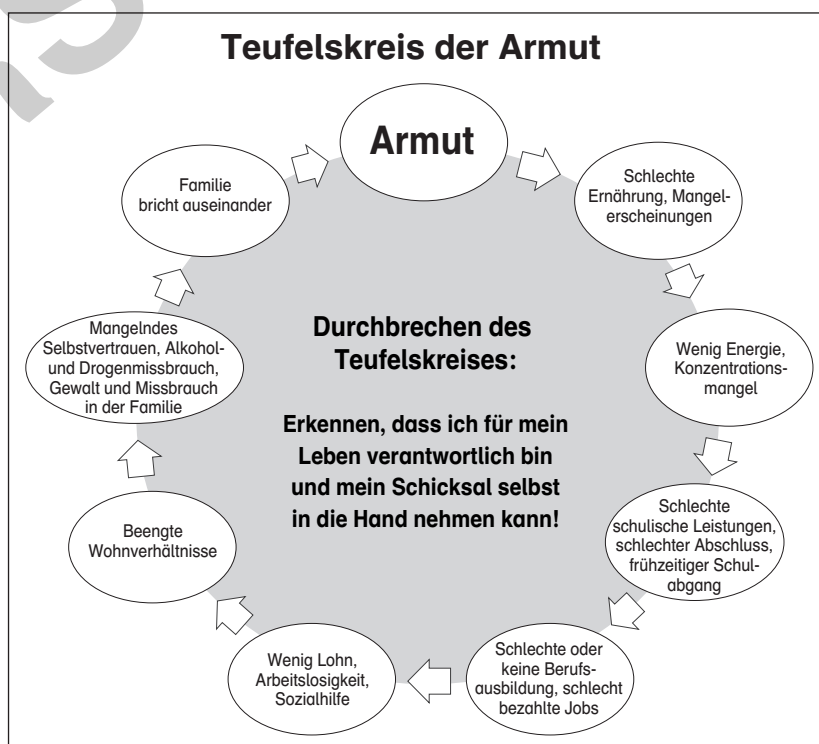 Teufelskreis der Armut
Armut
Schlechte
Ernährung, Mangel-
erscheinungen
Wenig Energie,
Konzentrations-
mangel
Schlechte
schulische Leistungen,
schlechter Abschluss,
frühzeitiger Schul-
abgang
Schlechte oder
keine Berufs-
ausbildung, schlecht
bezahlte Jobs
Wenig Lohn,
Arbeitslosigkeit,
Sozialhilfe
Beengte
Wohnverhältnisse
Mangelndes
Selbstvertrauen, Alkohol-
und Drogenmissbrauch,
Gewalt und Missbrauch
in der Familie
Familie
bricht auseinander
Durchbrechen des
Teufelskreises:
Erkennen, dass ich für mein
Leben verantwortlich bin
und mein Schicksal selbst
in die Hand nehmen kann!